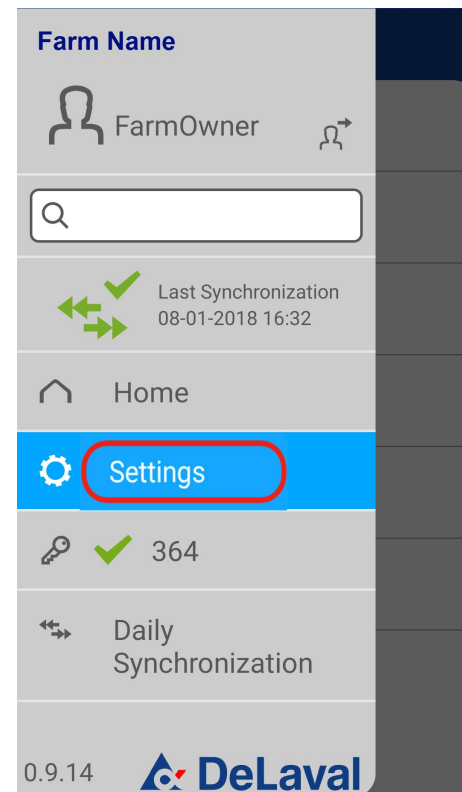 Farm Name
FarmOwner
Last Synchronization
08-01-2018 16:32
Home
Settings
364
Daily
Synchronization
0.9.14
DeLaval